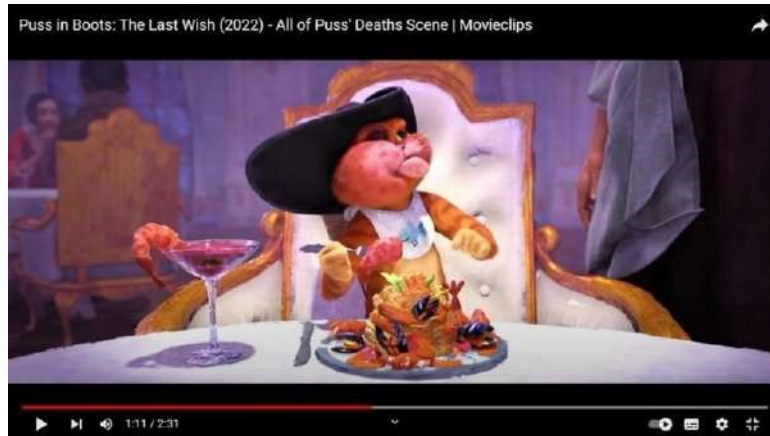 Puss in Boots: The Last Wish (2022) - All of Puss' Deaths Scene | Movieclips
1:11 / 2:31